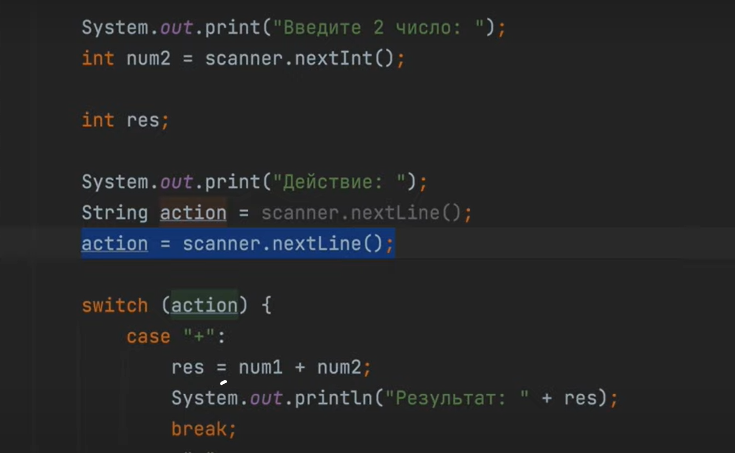 System.out.print("Введите 2 число: ");
int num2 = scanner.nextInt();
int res;
System.out.print("Действие: ");
String action = scanner.nextLine();
action = scanner.nextLine();
switch (action) {
case "+":
res = num1 + num2;
System.out.println("Результат: " + res);
break;